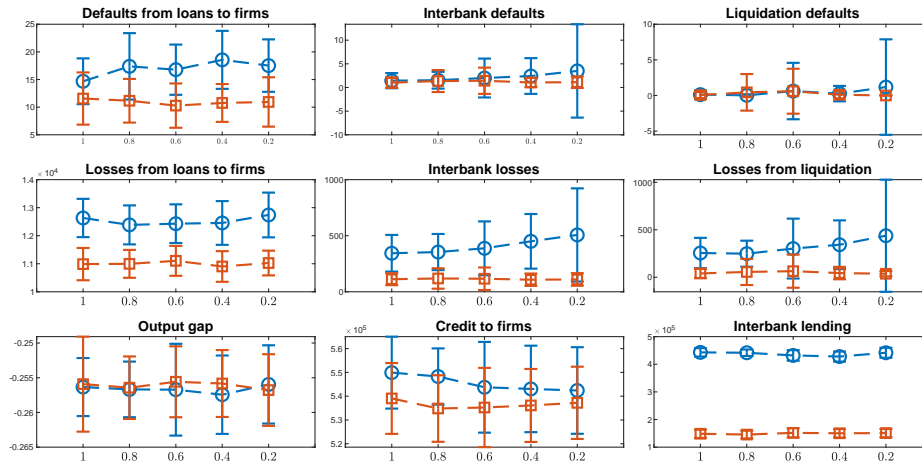 Defaults from loans to firms
25
20
15
10
5
1 0.8 0.6 0.4 0.2
Interbank defaults
10
5
0
-5
-10
1 0.8 0.6 0.4 0.2
Liquidation defaults
10
5
0
-5
1 0.8 0.6 0.4 0.2
Losses from loans to firms
× 10⁴
1.4
1.3
1.2
1.1
1
1 0.8 0.6 0.4 0.2
Interbank losses
1000
500
0
1 0.8 0.6 0.4 0.2
Losses from liquidation
1000
500
0
1 0.8 0.6 0.4 0.2
Output gap
-0.25
-0.255
-0.26
-0.265
1 0.8 0.6 0.4 0.2
Credit to firms
× 10⁵
5.6
5.5
5.4
5.3
5.2
1 0.8 0.6 0.4 0.2
Interbank lending
× 10⁵
5
4
3
2
1
1 0.8 0.6 0.4 0.2